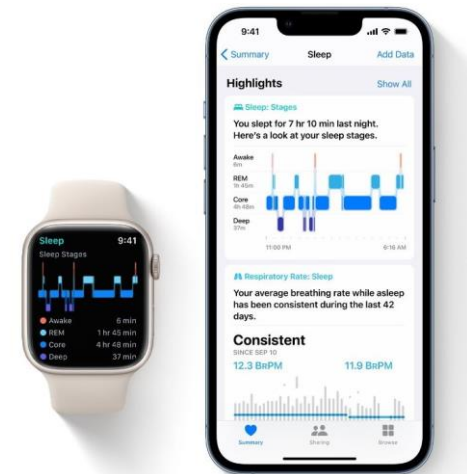 Sleep 9:41
Sleep Stages
Awake 6 min
REM 1 hr 45 min
Core 4 hr 48 min
Deep 37 min
9:41
Summary Sleep Add Data
Highlights Show All
Sleep: Stages
You slept for 7 hr 10 min last night.
Here's a look at your sleep stages.
Awake
6m
REM
1h 45m
Core
4h 48m
Deep
37m
11:00 PM 6:16 AM
Respiratory Rate: Sleep
Your average breathing rate while asleep
has been consistent during the last 42
days.
Consistent
SINCE SEP 10
12.3 BRPM 11.9 BRPM
Summary Sharing Browse